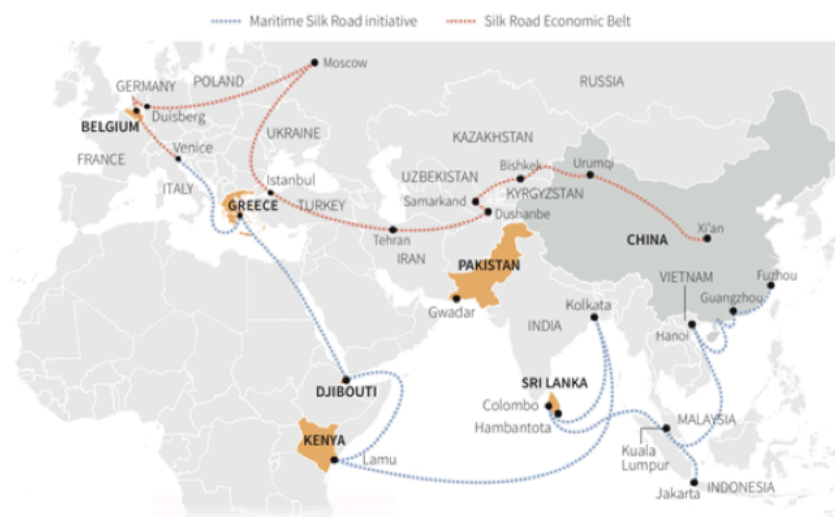 Maritime Silk Road initiative
Silk Road Economic Belt
Moscow
RUSSIA
GERMANY
POLAND
Duisberg
BELGIUM
UKRAINE
KAZAKHSTAN
FRANCE
Venice
Bishkek
Urumqi
ITALY
Istanbul
UZBEKISTAN
KYRGYZSTAN
GREECE
TURKEY
Samarkand
Dushanbe
Tehran
CHINA
Xi'an
IRAN
PAKISTAN
VIETNAM
Fuzhou
Gwadar
Kolkata
Guangzhou
INDIA
Hanoi
DJIBOUTI
SRI LANKA
Colombo
Hambantota
MALAYSIA
KENYA
Lamu
Kuala
Lumpur
Jakarta
INDONESIA